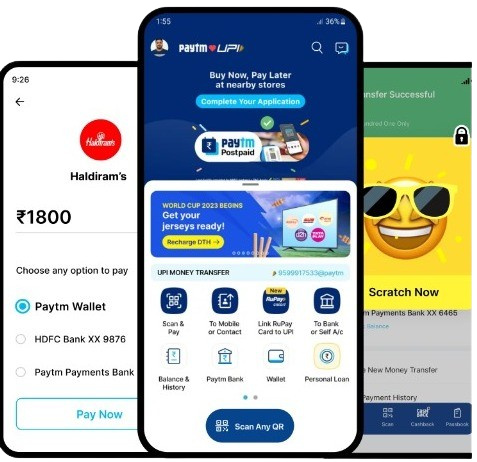 9:26
Haldiram's
Haldiram's
₹1800
Choose any option to pay
Paytm Wallet
HDFC Bank XX 9876
Paytm Payments Bank
Pay Now
1:55
36%
paytm UPI
Buy Now, Pay Later
at nearby stores
Complete Your Application
paytm
Postpaid
WORLD CUP 2023 BEGINS
Get your
jerseys ready!
Recharge DTH →
d2h
UPI MONEY TRANSFER
9599917533@paytm
New
RuPay
Scan &
Pay
To Mobile
or Contact
Link RuPay
Card to UPI
To Bank
or Self A/c
Balance &
History
Paytm Bank
Wallet
Personal Loan
Scan Any QR
nsfer Successful
ndred One Only
Scratch Now
m Payments Bank XX 6465
Balance
New Money Transfer
Payment History
Scan
Cashback
Passbook